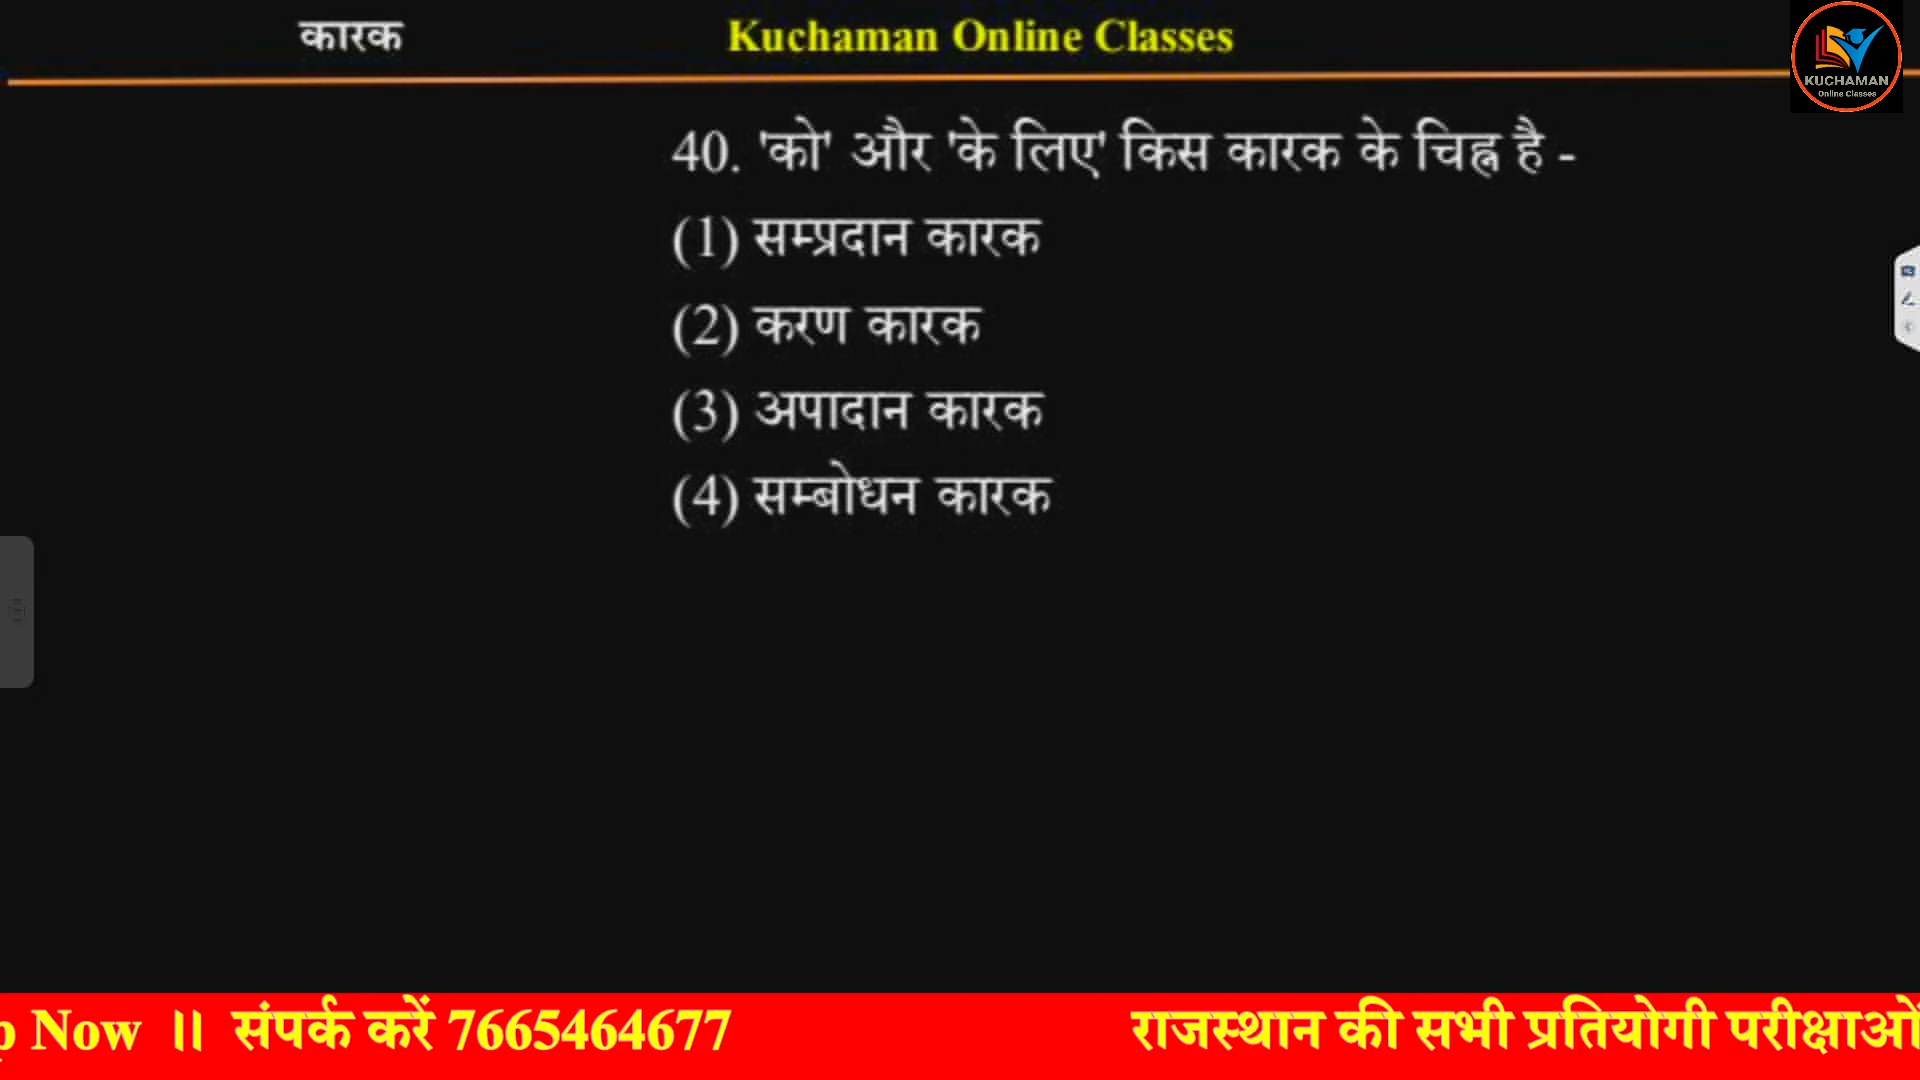 कारक
Kuchaman Online Classes
KUCHAMAN
Online Classes
40. 'को' और 'के लिए' किस कारक के चिह्न है -
(1) सम्प्रदान कारक
(2) करण कारक
(3) अपादान कारक
(4) सम्बोधन कारक
p Now ।। संपर्क करें 7665464677
राजस्थान की सभी प्रतियोगी परीक्षाओं